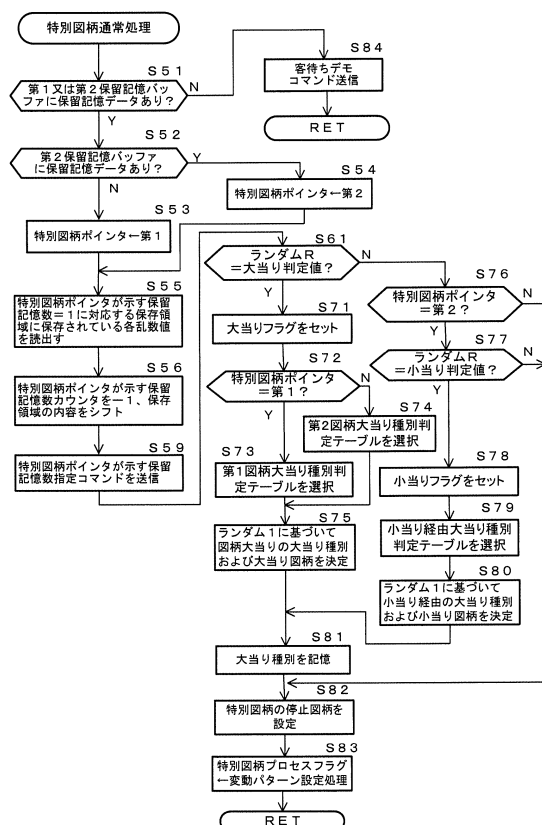 特別図柄通常処理
S51
第1又は第2保留記憶バッ
ファに保留記憶データあり?
N
Y
S84
客待ちデモ
コマンド送信
RET
S52
第2保留記憶バッファ
に保留記憶データあり?
Y
N
S54
特別図柄ポインタ←第2
S53
特別図柄ポインタ←第1
S55
特別図柄ポインタが示す保留
記憶数=1に対応する保存領
域に保存されている各乱数値
を読出す
S56
特別図柄ポインタが示す保留
記憶数カウンタを-1、保存
領域の内容をシフト
S59
特別図柄ポインタが示す保留
記憶数指定コマンドを送信
S61
ランダムR
=大当り判定値?
N
Y
S71
大当りフラグをセット
S72
特別図柄ポインタ
=第1?
N
Y
S74
第2図柄大当り種別判
定テーブルを選択
S73
第1図柄大当り種別判
定テーブルを選択
S75
ランダム1に基づいて
図柄大当りの大当り種別
および大当り図柄を決定
S76
特別図柄ポインタ
=第2?
N
Y
S77
ランダムR
=小当り判定値?
N
Y
S78
小当りフラグをセット
S79
小当り経由大当り種別
判定テーブルを選択
S80
ランダム1に基づいて
小当り経由の大当り種別
および小当り図柄を決定
S81
大当り種別を記憶
S82
特別図柄の停止図柄を
設定
S83
特別図柄プロセスフラグ
←変動パターン設定処理
RET